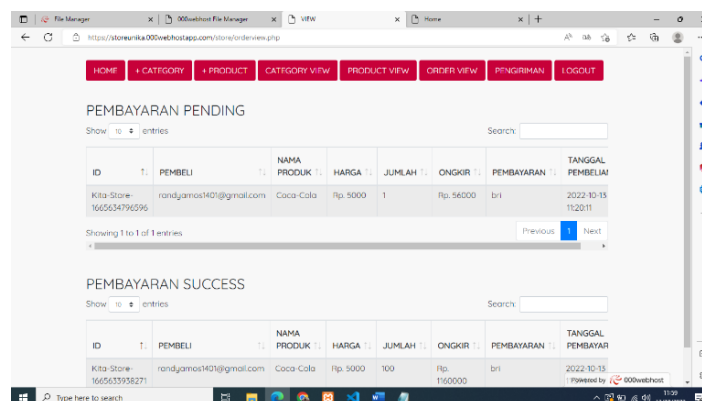 File Manager
000webhost File Manager
VIEW
Home
https://storeunika.000webhostapp.com/store/orderview.php
HOME
+ CATEGORY
+ PRODUCT
CATEGORY VIEW
PRODUCT VIEW
ORDER VIEW
PENGIRIMAN
LOGOUT
PEMBAYARAN PENDING
Show 10 entries
Search:
ID PEMBELI NAMA PRODUK HARGA JUMLAH ONGKIR PEMBAYARAN TANGGAL PEMBELIAN
Kita-Store-1665634796596 randyamos1401@gmail.com Coca-Cola Rp. 5000 1 Rp. 56000 bri 2022-10-13 11:20:11
Showing 1 to 1 of 1 entries
Previous 1 Next
PEMBAYARAN SUCCESS
Show 10 entries
Search:
ID PEMBELI NAMA PRODUK HARGA JUMLAH ONGKIR PEMBAYARAN TANGGAL PEMBAYAR
Kita-Store-1665633938271 randyamos1401@gmail.com Coca-Cola Rp. 5000 100 Rp. 1160000 bri 2022-10-13
Powered by 000webhost
Type here to search
11:59